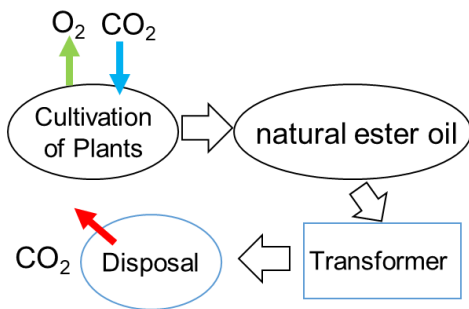 O₂ CO₂
Cultivation
of Plants
natural ester oil
Transformer
Disposal
CO₂